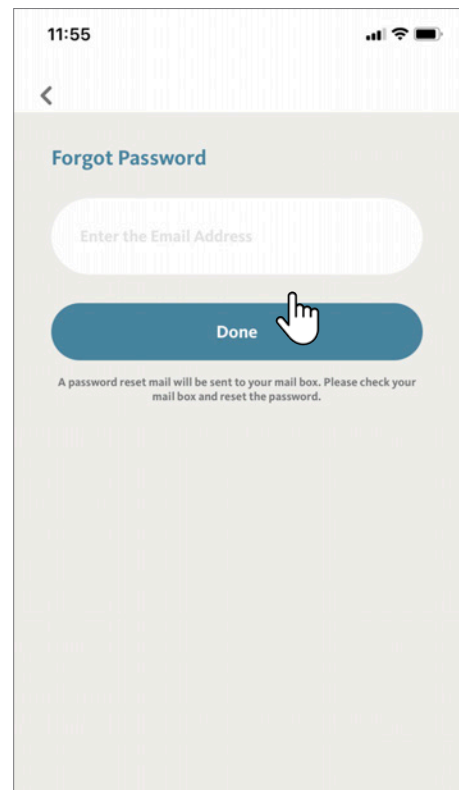 11:55
Forgot Password
Enter the Email Address
Done
A password reset mail will be sent to your mail box. Please check your
mail box and reset the password.